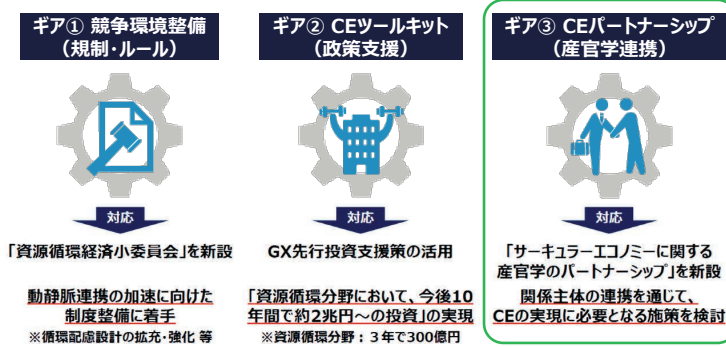 ギア① 競争環境整備
（規制・ルール）
対応
「資源循環経済小委員会」を新設
動静脈連携の加速に向けた
制度整備に着手
※循環配慮設計の拡充・強化 等
ギア② CEツールキット
（政策支援）
対応
GX先行投資支援策の活用
「資源循環分野において、今後10
年間で約2兆円～の投資」の実現
※資源循環分野：３年で300億円
ギア③ CEパートナーシップ
（産官学連携）
対応
「サーキュラーエコノミーに関する
産官学のパートナーシップ」を新設
関係主体の連携を通じて、
CEの実現に必要となる施策を検討